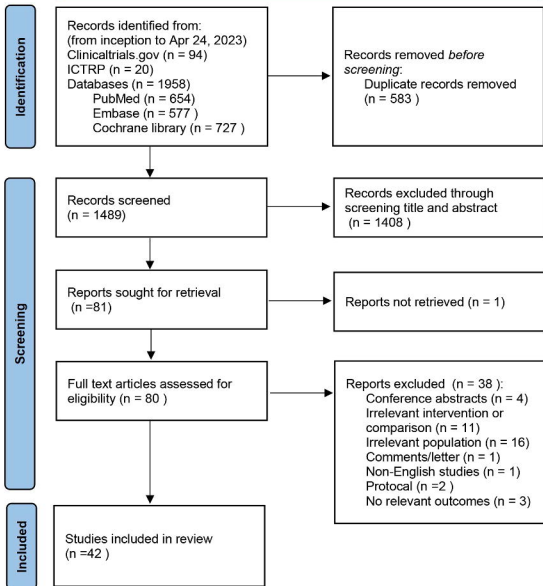 Identification
Records identified from:
(from inception to Apr 24, 2023)
Clinicaltrials.gov (n = 94)
ICTRP (n = 20)
Databases (n = 1958)
PubMed (n = 654)
Embase (n = 577 )
Cochrane library (n = 727 )
Records removed before
screening:
Duplicate records removed
(n = 583 )
Screening
Records screened
(n = 1489)
Records excluded through
screening title and abstract
(n = 1408 )
Reports sought for retrieval
(n =81)
Reports not retrieved (n = 1)
Full text articles assessed for
eligibility (n = 80 )
Reports excluded (n = 38 ):
Conference abstracts (n = 4)
Irrelevant intervention or
comparison (n = 11)
Irrelevant population (n = 16)
Comments/letter (n = 1)
Non-English studies (n = 1)
Protocal (n =2 )
No relevant outcomes (n = 3)
Included
Studies included in review
(n =42 )